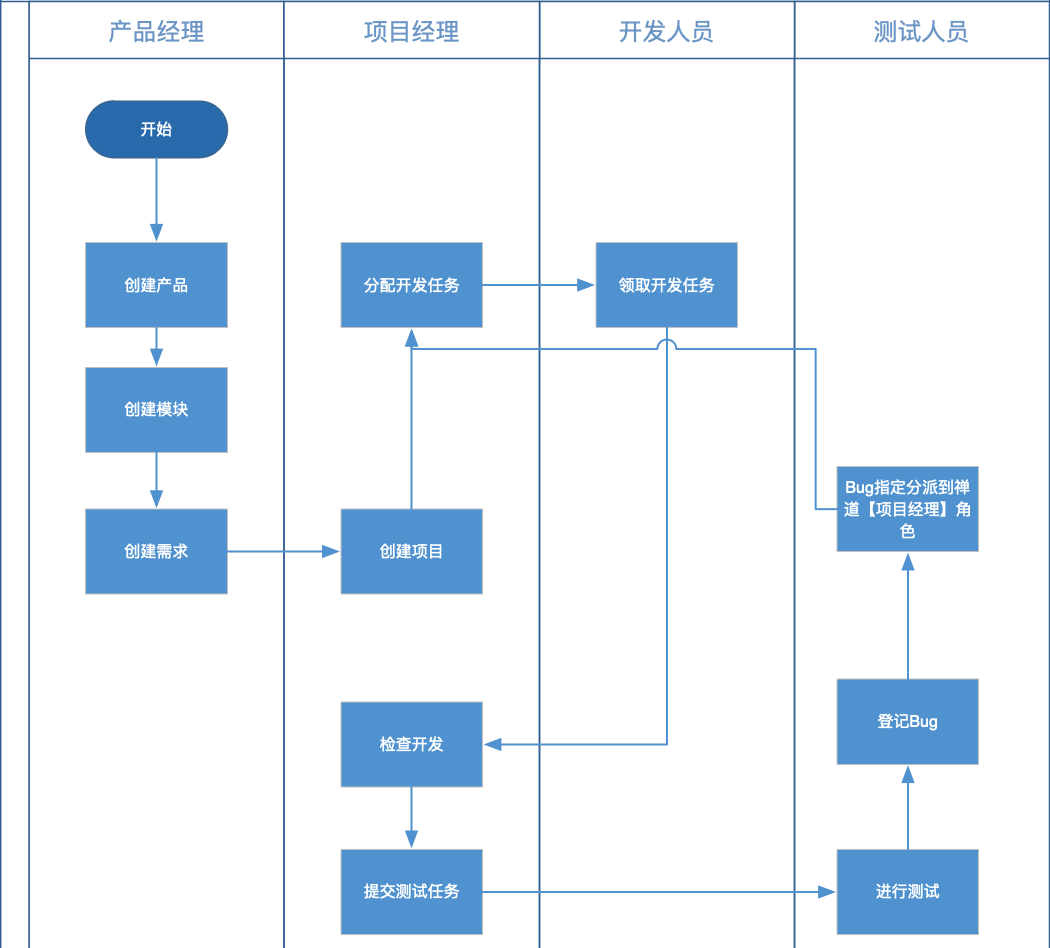 产品经理
项目经理
开发人员
测试人员
开始
创建产品
分配开发任务
领取开发任务
创建模块
Bug指定分派到禅
道【项目经理】角
色
创建需求
创建项目
检查开发
登记Bug
提交测试任务
进行测试